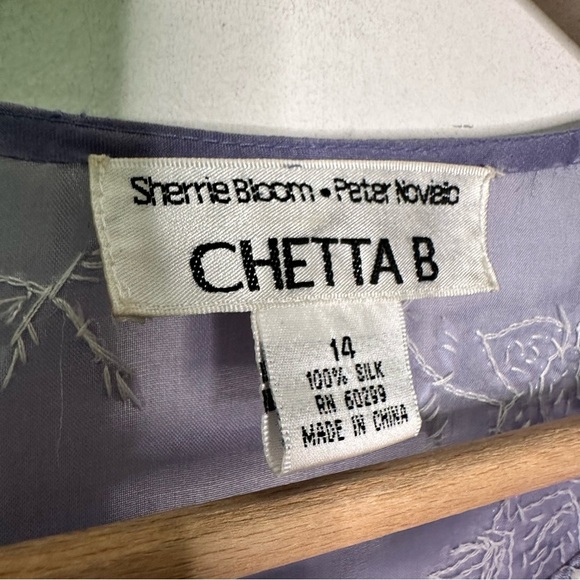 Sherrie Bloom • Peter Noviello
CHETTA B
14
100% SILK
RN 60299
MADE IN CHINA